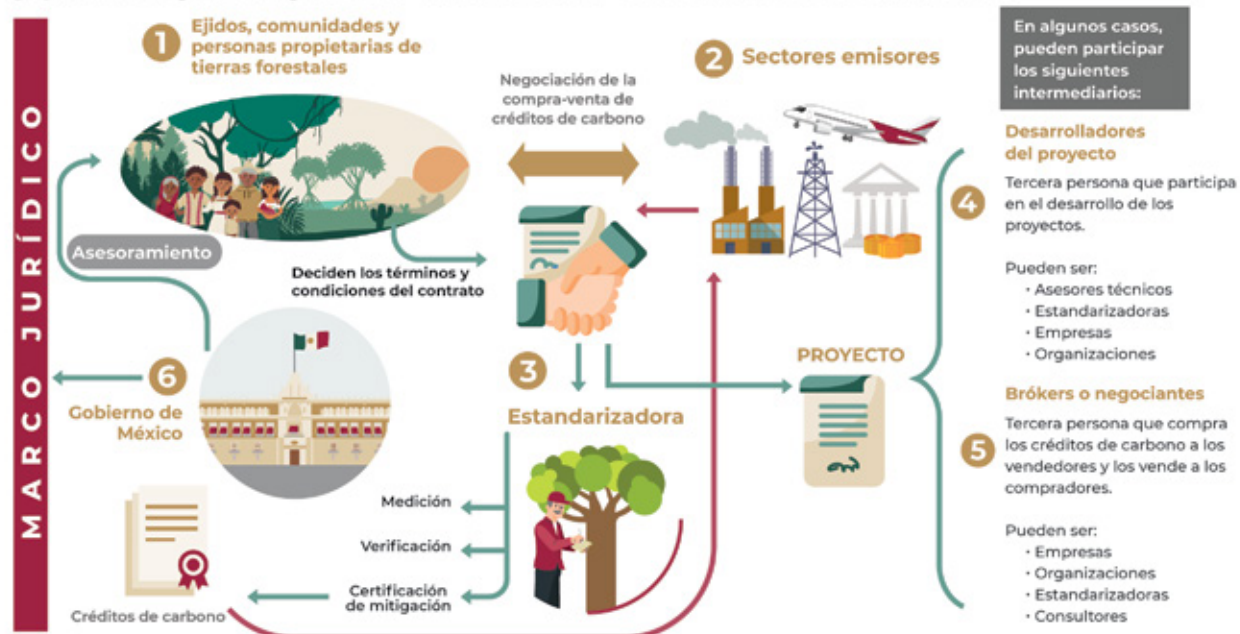 MARCO JURÍDICO
1
Ejidos, comunidades y
personas propietarias de
tierras forestales
Negociación de la
compra-venta de
créditos de carbono
2
Sectores emisores
En algunos casos,
pueden participar
los siguientes
intermediarios:
Asesoramiento
Deciden los términos y
condiciones del contrato
6
Gobierno de
México
3
Estandarizadora
Medición
Verificación
Certificación
de mitigación
Créditos de carbono
PROYECTO
Desarrolladores
del proyecto
4
Tercera persona que participa
en el desarrollo de los
proyectos.
Pueden ser:
· Asesores técnicos
· Estandarizadoras
· Empresas
· Organizaciones
Brókers o negociantes
5
Tercera persona que compra
los créditos de carbono a los
vendedores y los vende a los
compradores.
Pueden ser:
· Empresas
· Organizaciones
· Estandarizadoras
· Consultores